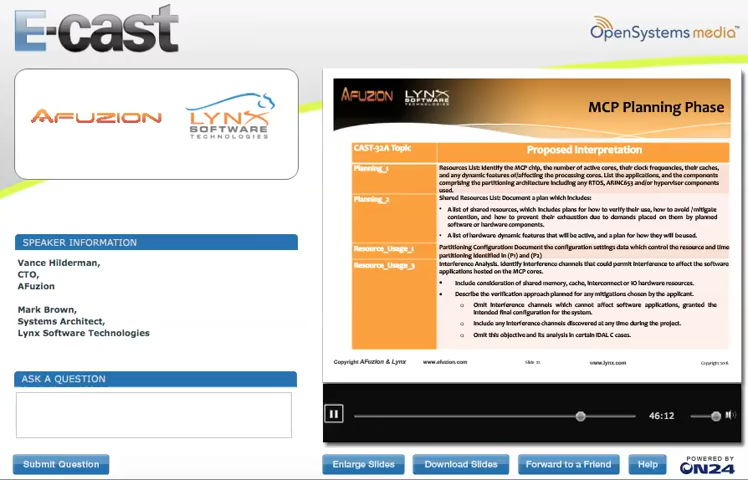 E-cast
OpenSystems media
AFUZION
LYNX
SOFTWARE
TECHNOLOGIES
SPEAKER INFORMATION
Vance Hilderman,
CTO,
AFuzion
Mark Brown,
Systems Architect,
Lynx Software Technologies
ASK A QUESTION
Submit Question
AFUZION
LYNX
SOFTWARE
TECHNOLOGIES
MCP Planning Phase
CAST-32A Topic
Proposed Interpretation
Planning_1
Resources List: Identify the MCP chip, the number of active cores, their clock frequencies, their caches,
and any dynamic features of/affecting the processing cores. List the applications, and the components
comprising the partitioning architecture including any RTOS, ARINC653 and/or hypervisor components
used.
Planning_2
Shared Resources List: Document a plan which includes:
• A list of shared resources, which includes plans for how to verify their use, how to avoid /mitigate
contention, and how to prevent their exhaustion due to demands placed on them by planned
software or hardware components.
• A list of hardware dynamic features that will be active, and a plan for how they will be used.
Resource_Usage_1
Partitioning Configuration: Document the configuration settings data which control the resource and time
partitioning identified in (P1) and (P2)
Resource_Usage_3
Interference Analysis. Identify Interference channels that could permit interference to affect the software
applications hosted on the MCP cores.
• Include consideration of shared memory, cache, interconnect or IO hardware resources.
• Describe the verification approach planned for any mitigations chosen by the applicant.
o Omit interference channels which cannot affect software applications, granted the
intended final configuration for the system.
o Include any interference channels discovered at any time during the project.
o Omit this objective and its analysis in certain IDAL C cases.
Copyright AFuzion & Lynx
www.afuzion.com
www.lynx.com
46:12
Enlarge Slides
Download Slides
Forward to a Friend
Help
POWERED BY
ON24